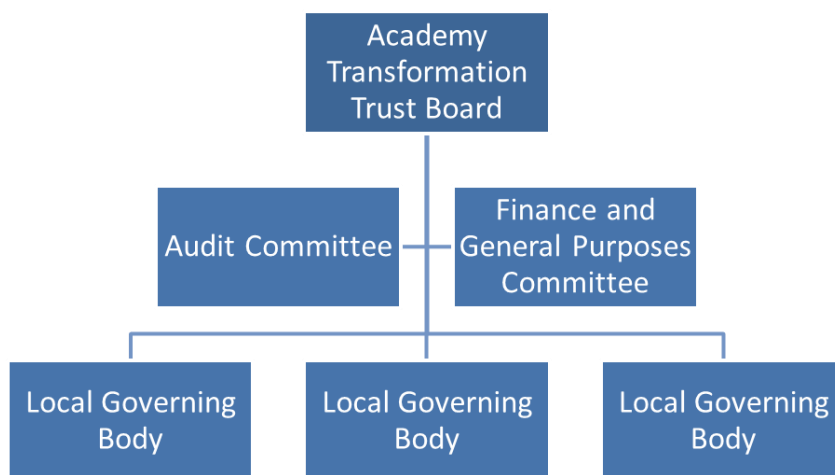 Academy
Transformation
Trust Board
Audit Committee
Finance and
General Purposes
Committee
Local Governing
Body
Local Governing
Body
Local Governing
Body